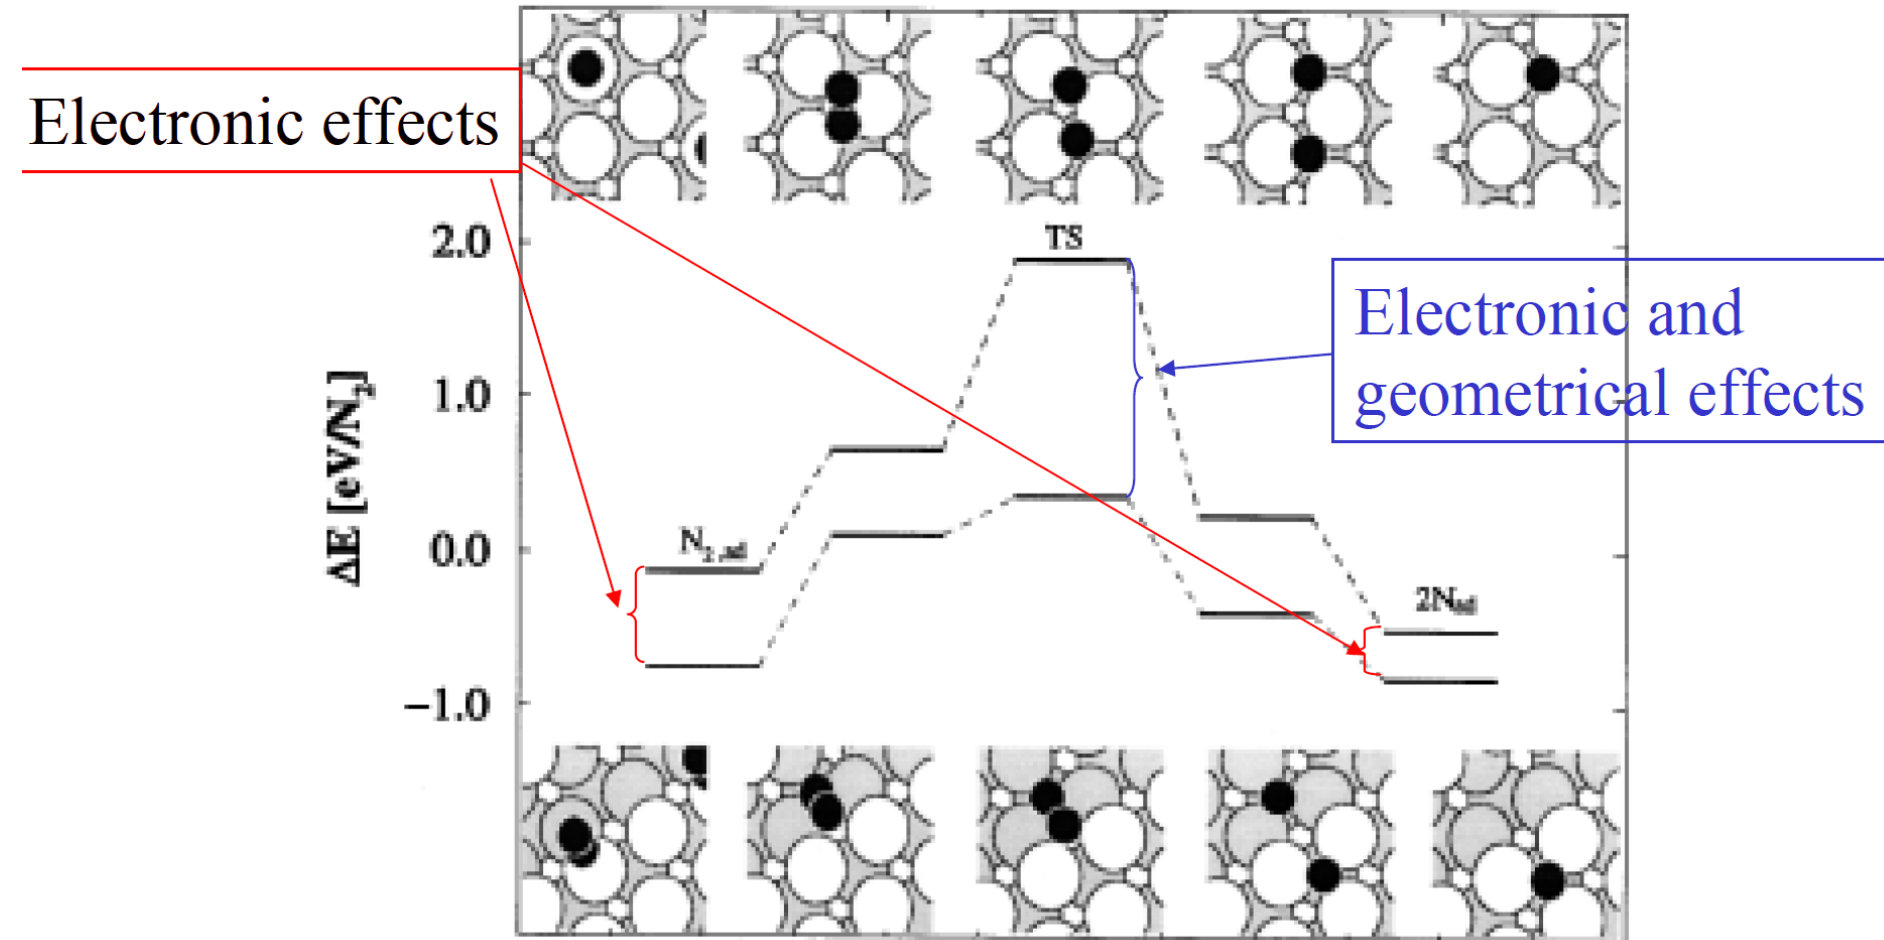 Electronic effects
2.0
TS
Electronic and
geometrical effects
1.0
ΔE [eV/N₂]
N₂,ad
0.0
2Nad
−1.0